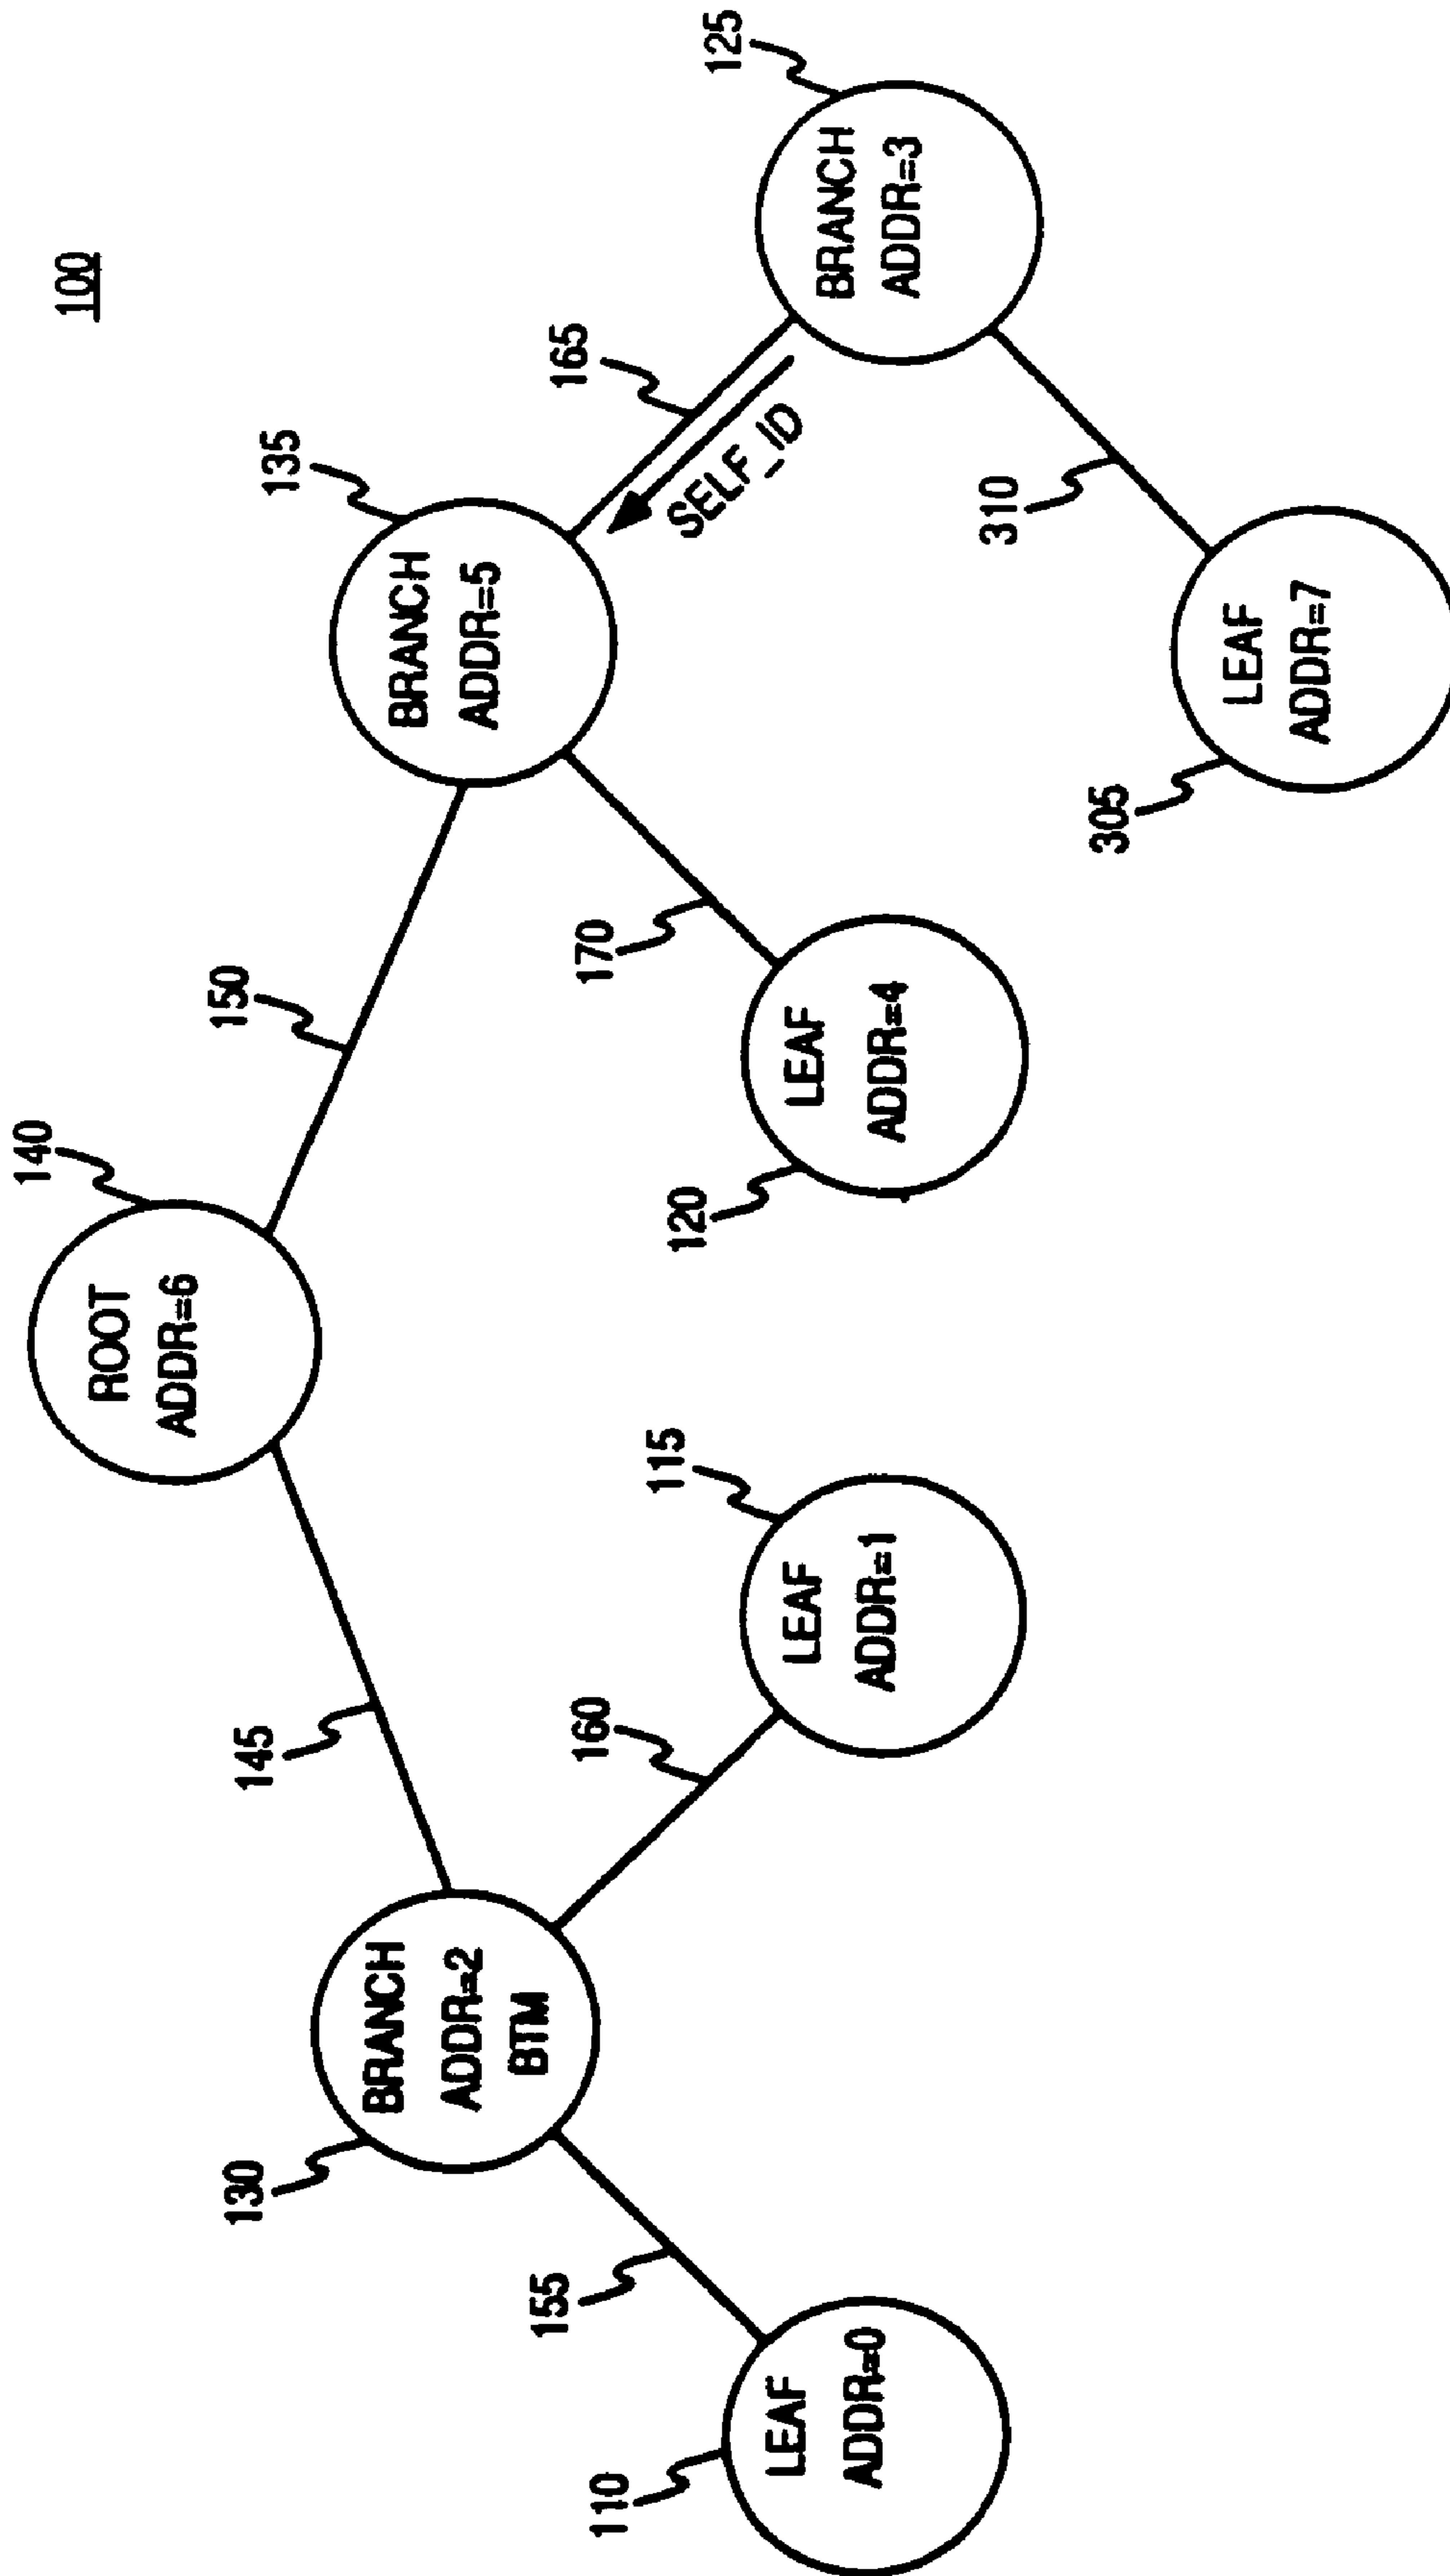 100
140
ROOT
ADDR=6
145
150
130
BRANCH
ADDR=2
BTM
135
BRANCH
ADDR=5
155
160
170
165
SELF_ID
110
LEAF
ADDR=0
115
LEAF
ADDR=1
120
LEAF
ADDR=4
125
BRANCH
ADDR=3
310
305
LEAF
ADDR=7